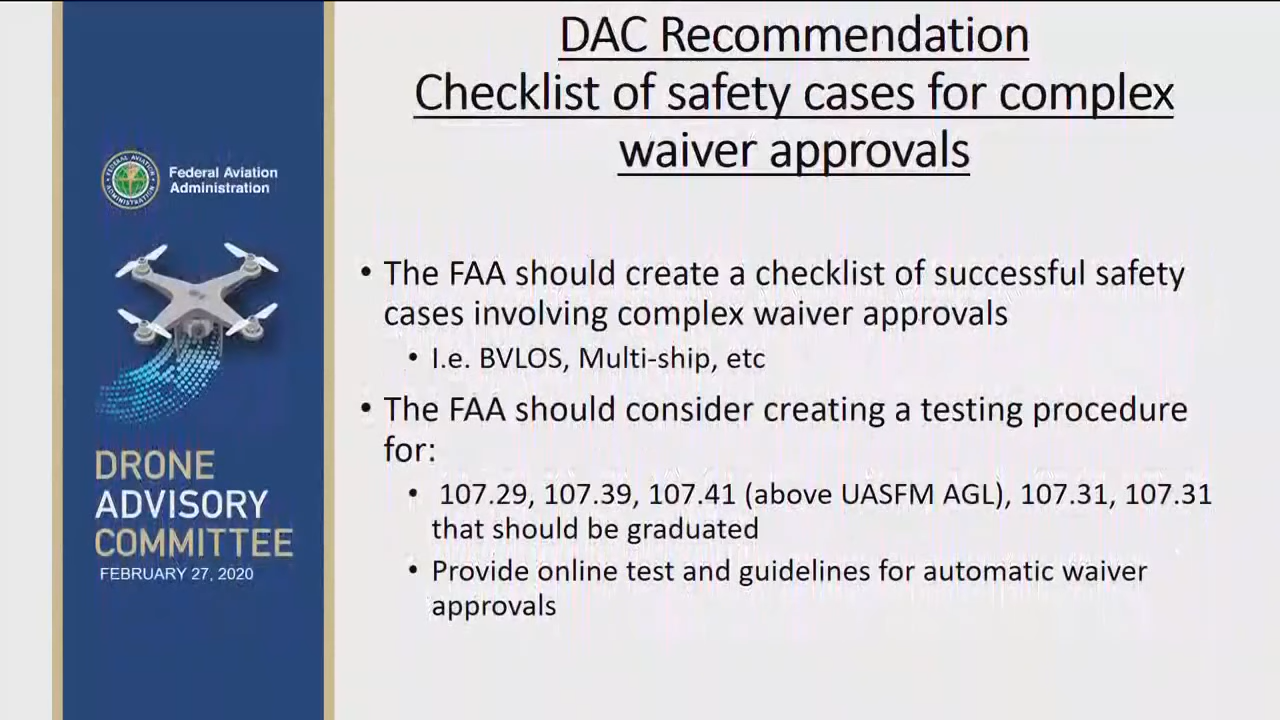 Federal Aviation
Administration
DRONE
ADVISORY
COMMITTEE
FEBRUARY 27, 2020
DAC Recommendation
Checklist of safety cases for complex
waiver approvals
• The FAA should create a checklist of successful safety
cases involving complex waiver approvals
• I.e. BVLOS, Multi-ship, etc
• The FAA should consider creating a testing procedure
for:
• 107.29, 107.39, 107.41 (above UASFM AGL), 107.31, 107.31
that should be graduated
• Provide online test and guidelines for automatic waiver
approvals